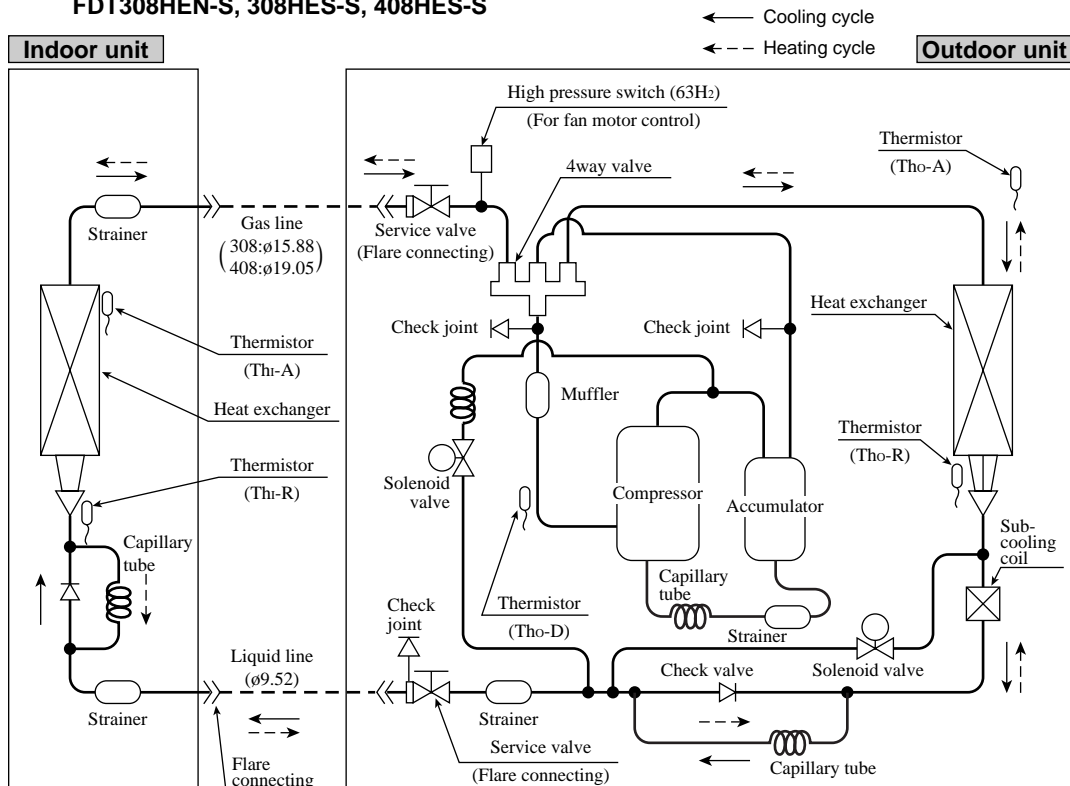 FDT308HEN-S, 308HES-S, 408HES-S
Cooling cycle
Heating cycle
Indoor unit
Outdoor unit
High pressure switch (63H2)
(For fan motor control)
4way valve
Thermistor
(Tho-A)
Strainer
Gas line
(308:ø15.88
408:ø19.05)
Service valve
(Flare connecting)
Heat exchanger
Check joint
Check joint
Thermistor
(ThI-A)
Muffler
Heat exchanger
Thermistor
(Tho-R)
Thermistor
(ThI-R)
Solenoid
valve
Compressor
Accumulator
Sub-
cooling
coil
Capillary
tube
Capillary
tube
Check
joint
Thermistor
(Tho-D)
Strainer
Liquid line
(ø9.52)
Check valve
Solenoid valve
Strainer
Strainer
Service valve
(Flare connecting)
Capillary tube
Flare
connecting